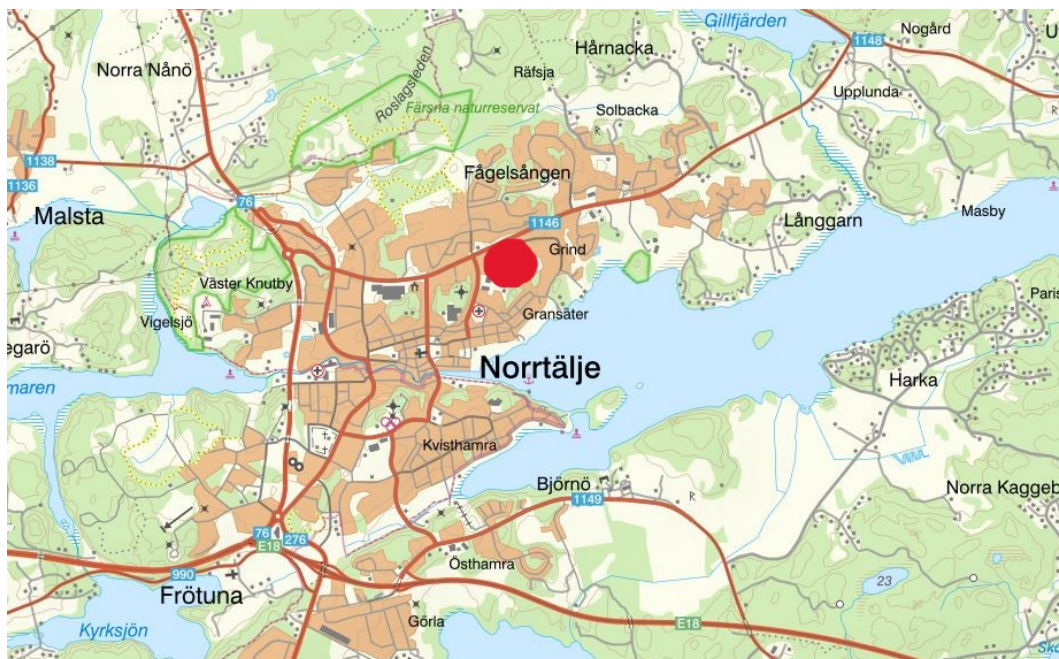 Gillfjärden
Nogård
1148
U
Hårnacka
Norra Nånö
Räfsja
Roslagsleden
Färsna naturreservat
Upplunda
Solbacka
1138
1136
Fågelsången
76
Malsta
1146
Långgarn
Masby
Grind
Väster Knutby
Paris
Vigelsjö
Gransäter
egarö
Norrtälje
maren
Harka
Kvisthamra
Björnö
1149
Norra Kaggeb
76
276
E18
Östhamra
990
23
Frötuna
Görla
E18
Kyrksjön
Sko